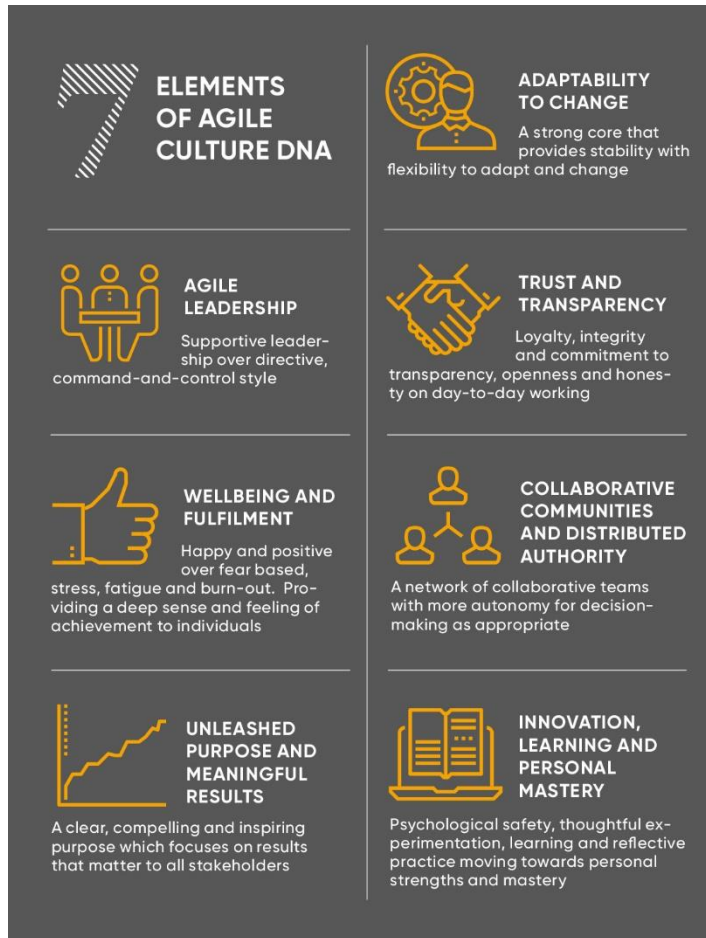 7
ELEMENTS
OF AGILE
CULTURE DNA
ADAPTABILITY
TO CHANGE
A strong core that
provides stability with
flexibility to adapt and change
AGILE
LEADERSHIP
Supportive leader-
ship over directive,
command-and-control style
TRUST AND
TRANSPARENCY
Loyalty, integrity
and commitment to
transparency, openness and hones-
ty on day-to-day working
WELLBEING AND
FULFILMENT
Happy and positive
over fear based,
stress, fatigue and burn-out. Pro-
viding a deep sense and feeling of
achievement to individuals
COLLABORATIVE
COMMUNITIES
AND DISTRIBUTED
AUTHORITY
A network of collaborative teams
with more autonomy for decision-
making as appropriate
UNLEASHED
PURPOSE AND
MEANINGFUL
RESULTS
A clear, compelling and inspiring
purpose which focuses on results
that matter to all stakeholders
INNOVATION,
LEARNING AND
PERSONAL
MASTERY
Psychological safety, thoughtful ex-
perimentation, learning and reflective
practice moving towards personal
strengths and mastery